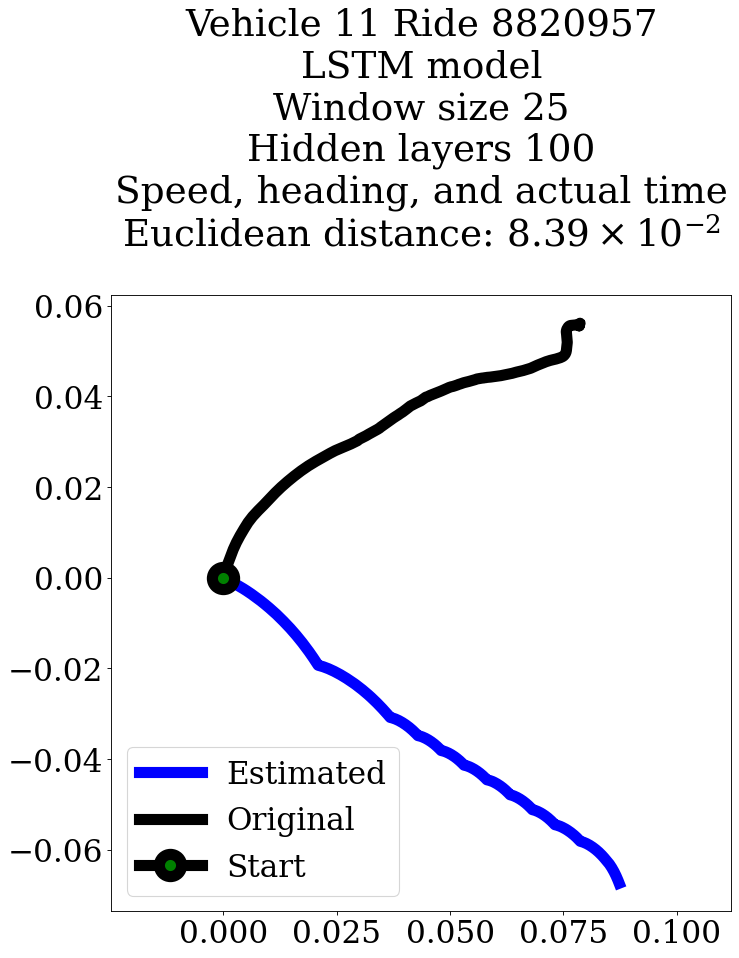 Vehicle 11 Ride 8820957
LSTM model
Window size 25
Hidden layers 100
Speed, heading, and actual time
Euclidean distance: 8.39 × 10⁻²
0.06
0.04
0.02
0.00
−0.02
−0.04
−0.06
Estimated
Original
Start
0.000 0.025 0.050 0.075 0.100